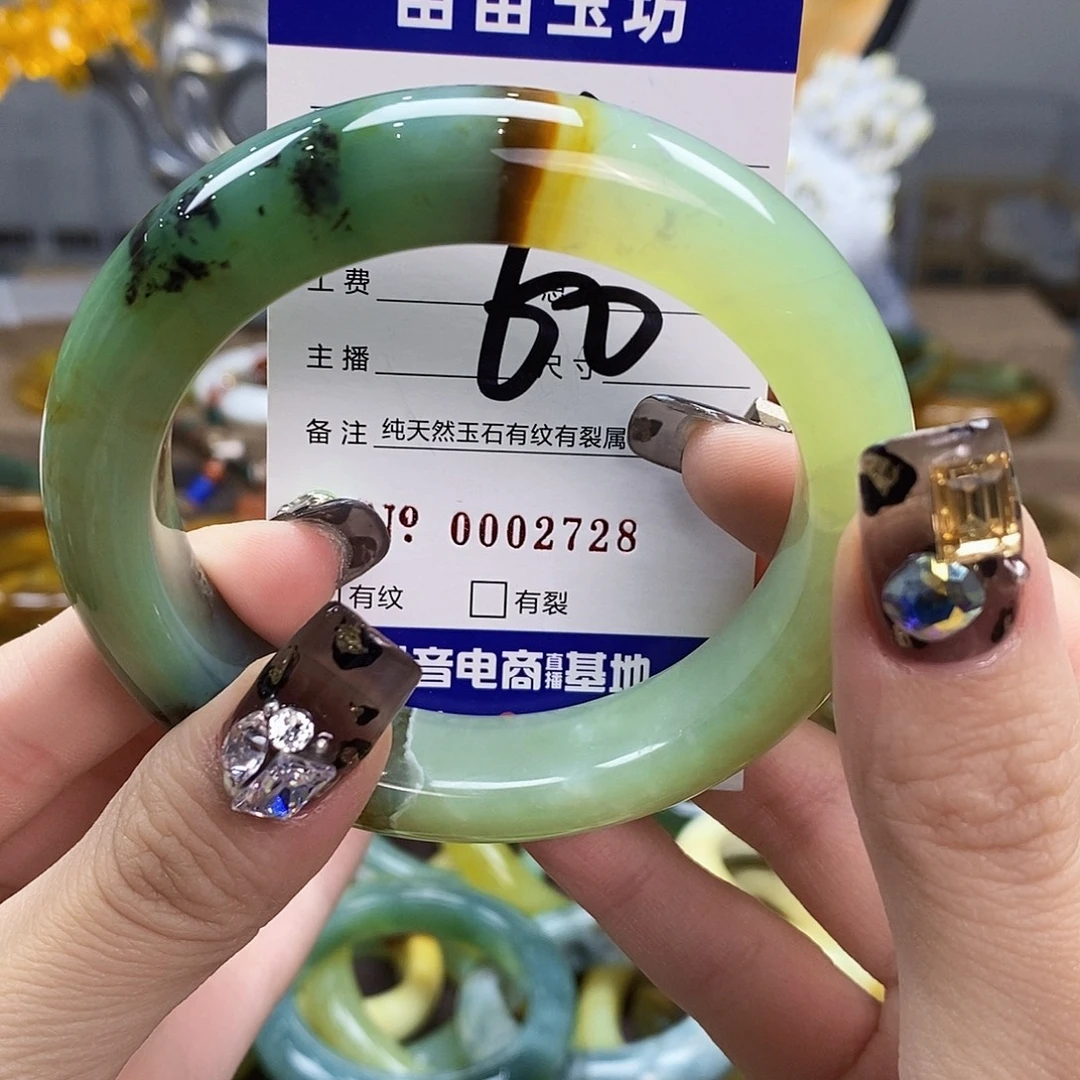 玉坊
工费
60
主播 尺寸
备注 纯天然玉石有纹有裂属
Nº 0002728
有纹 有裂
音电商直播基地